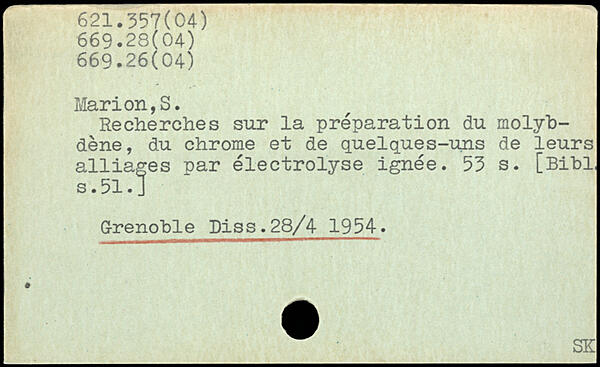 621.357(04)
669.28(04)
669.26(04)
Marion,S.
Recherches sur la préparation du molyb-
dène, du chrome et de quelques-uns de leurs
alliages par électrolyse ignée. 53 s. [Bibl.
s.51.]
Grenoble Diss.28/4 1954.
SK